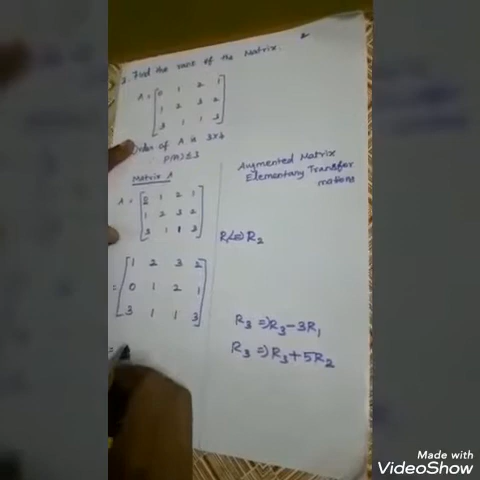 3. Find the rank of the Matrix.
A = [0 1 2 1
1 2 3 2
3 1 1 3]
Order of A is 3x4
∴ P(A) ≤ 3
Matrix A
A = [0 1 2 1
1 2 3 2
3 1 1 3]
= [1 2 3 2
0 1 2 1
3 1 1 3]
=
Augmented Matrix
Elementary Transfor
mations
R1<=>R2
R3 => R3 - 3R1
R3 => R3 + 5R2
Made with
VideoShow